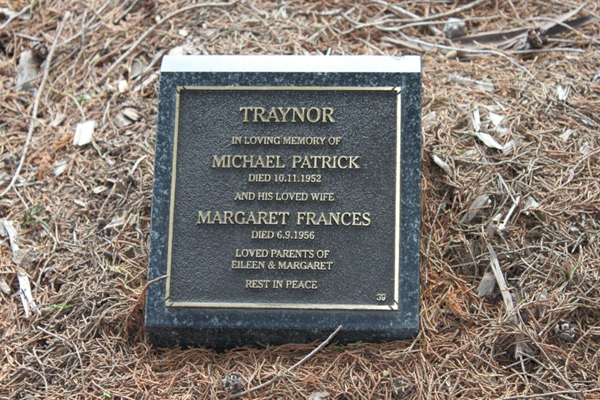 TRAYNOR
IN LOVING MEMORY OF
MICHAEL PATRICK
DIED 10.11.1952
AND HIS LOVED WIFE
MARGARET FRANCES
DIED 6.9.1956
LOVED PARENTS OF
EILEEN & MARGARET
REST IN PEACE
39